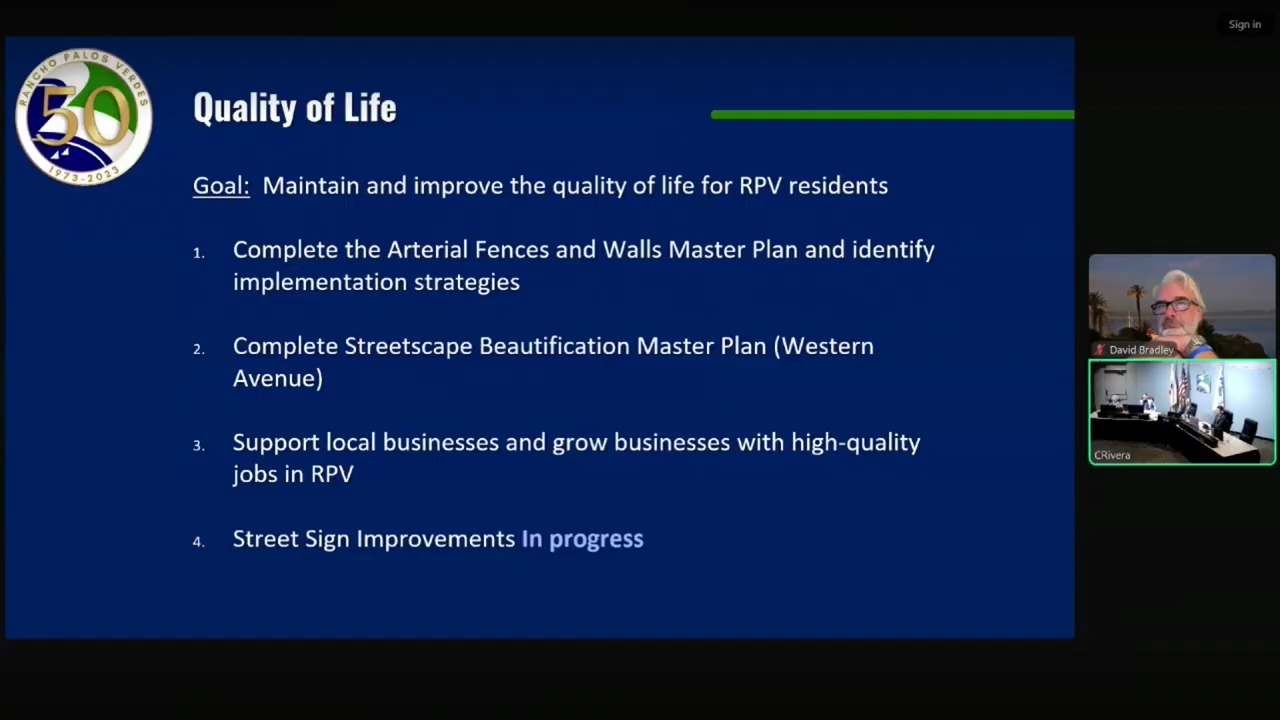 Sign in
RANCHO PALOS VERDES
50
1973-2023
Quality of Life
Goal: Maintain and improve the quality of life for RPV residents
1. Complete the Arterial Fences and Walls Master Plan and identify
implementation strategies
2. Complete Streetscape Beautification Master Plan (Western
Avenue)
3. Support local businesses and grow businesses with high-quality
jobs in RPV
4. Street Sign Improvements In progress
David Bradley
CRivera